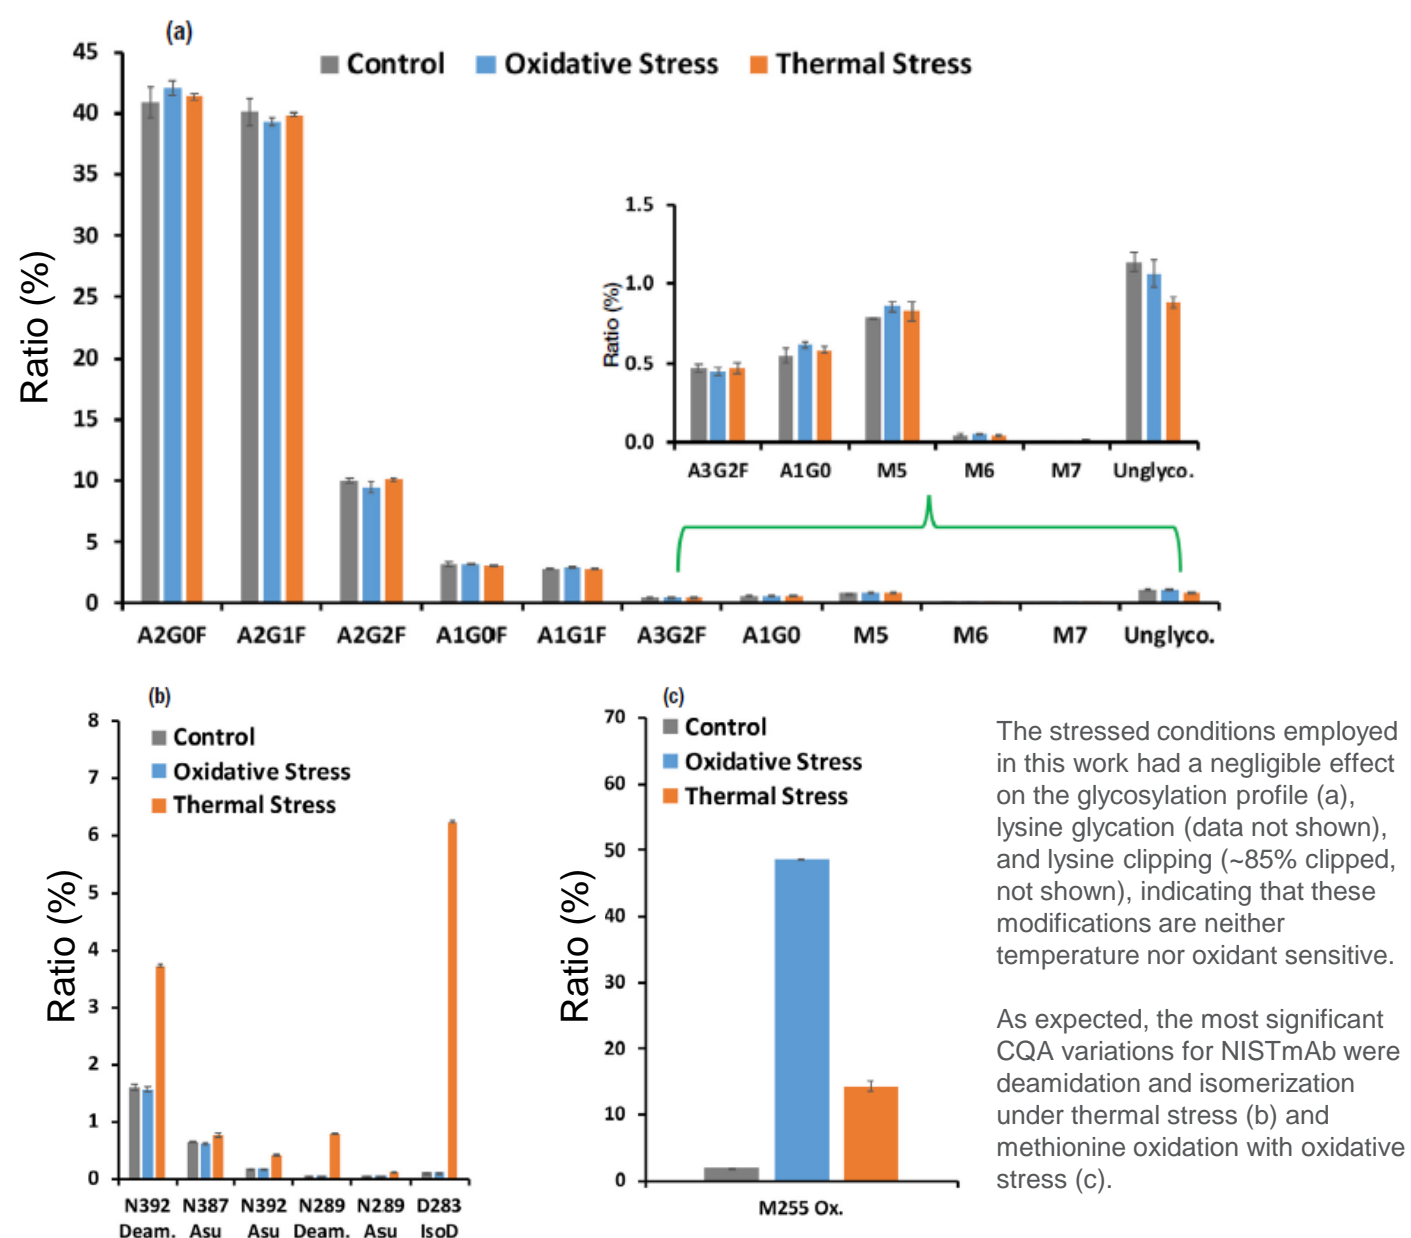 (a)
Control Oxidative Stress Thermal Stress
45
40
35
30
25
20
15
10
5
0
Ratio (%)
A2G0F A2G1F A2G2F A1G0F A1G1F A3G2F A1G0 M5 M6 M7 Unglyco.
1.5
1.0
0.5
0.0
Ratio (%)
A3G2F A1G0 M5 M6 M7 Unglyco.
(b)
Control
Oxidative Stress
Thermal Stress
8
7
6
5
4
3
2
1
0
Ratio (%)
N392 N387 N392 N289 N289 D283
Deam. Asu Asu Deam. Asu IsoD
(c)
Control
Oxidative Stress
Thermal Stress
70
60
50
40
30
20
10
0
Ratio (%)
M255 Ox.
The stressed conditions employed
in this work had a negligible effect
on the glycosylation profile (a),
lysine glycation (data not shown),
and lysine clipping (~85% clipped,
not shown), indicating that these
modifications are neither
temperature nor oxidant sensitive.
As expected, the most significant
CQA variations for NISTmAb were
deamidation and isomerization
under thermal stress (b) and
methionine oxidation with oxidative
stress (c).